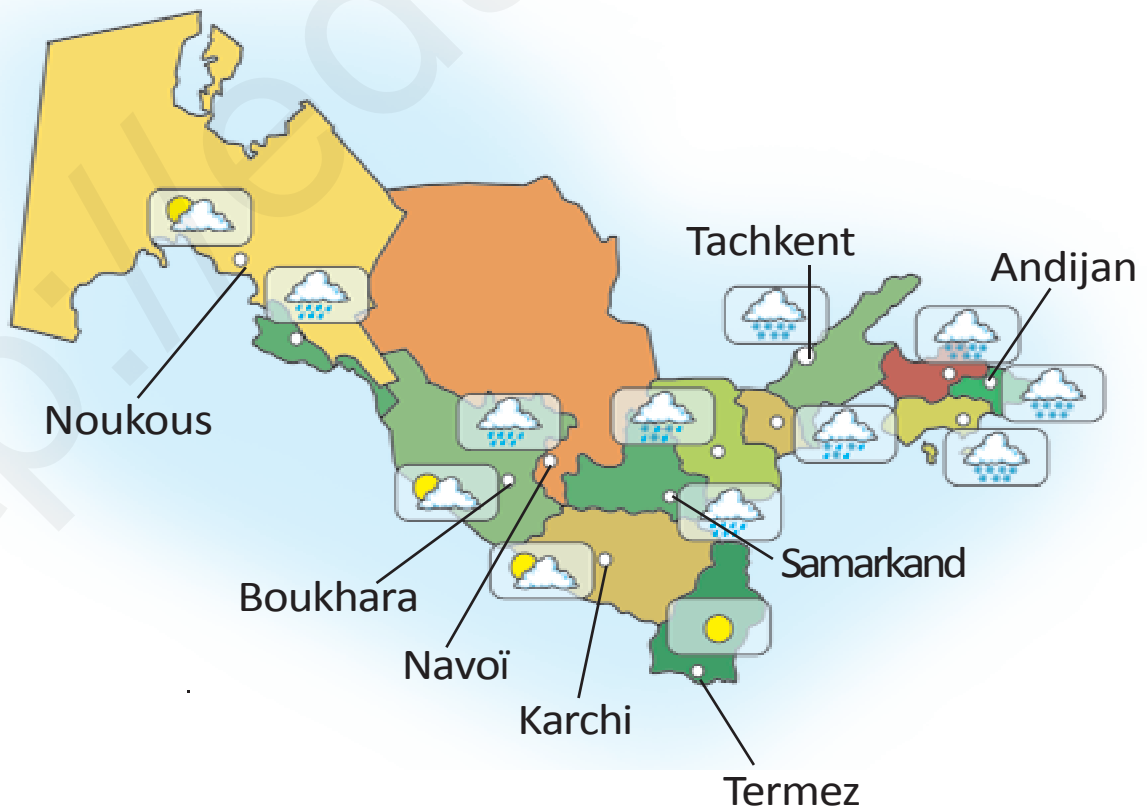 Tachkent
Andijan
Noukous
Samarkand
Boukhara
Navoï
Karchi
Termez